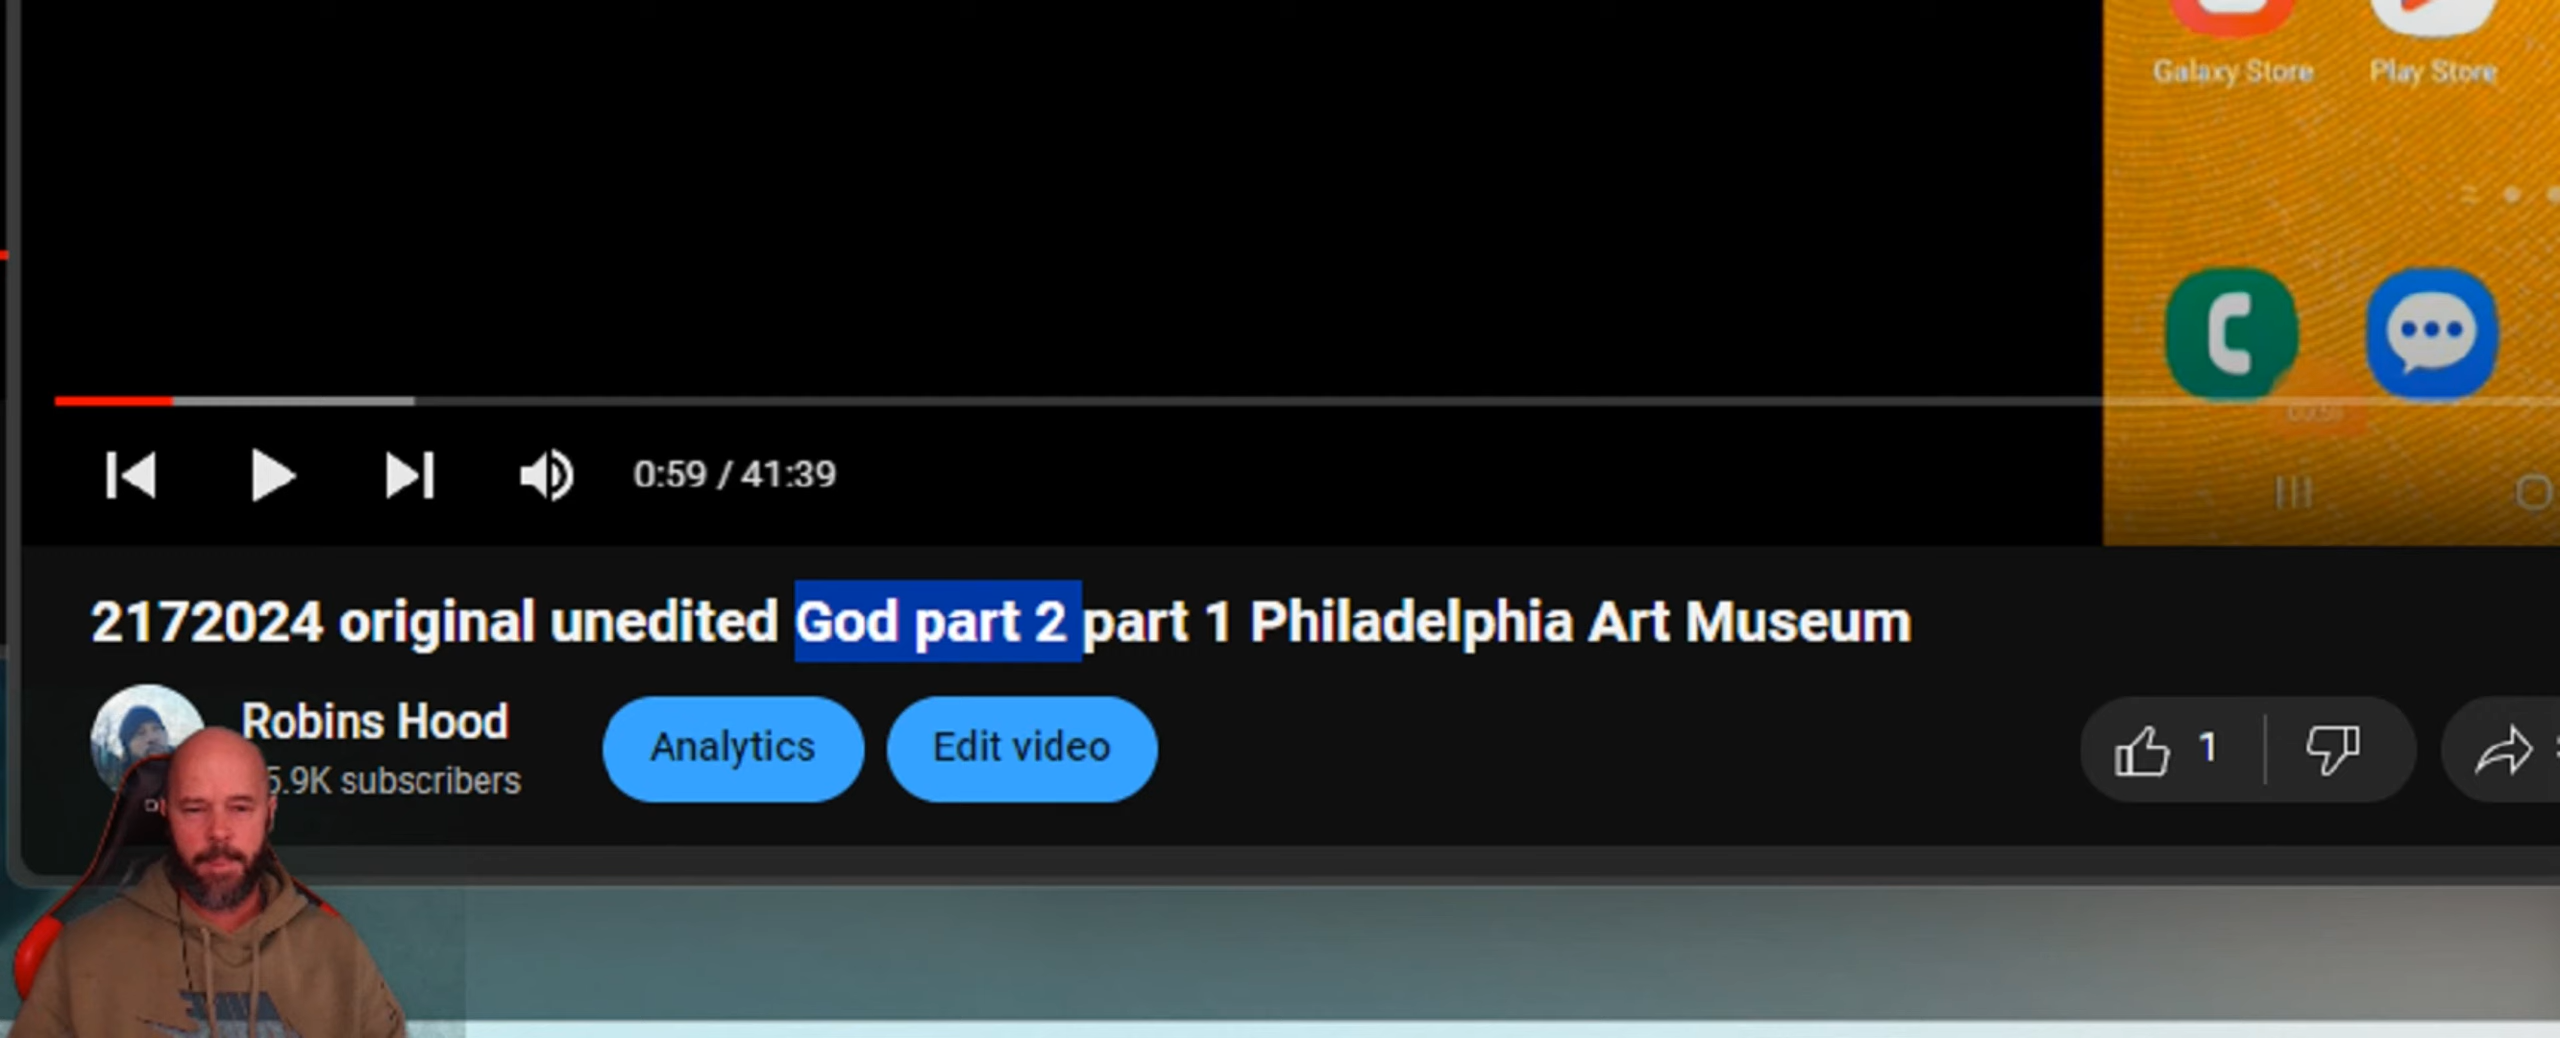 Galaxy Store Play Store
0:59 / 41:39
2172024 original unedited God part 2 part 1 Philadelphia Art Museum
Robins Hood
5.9K subscribers
Analytics
Edit video
1